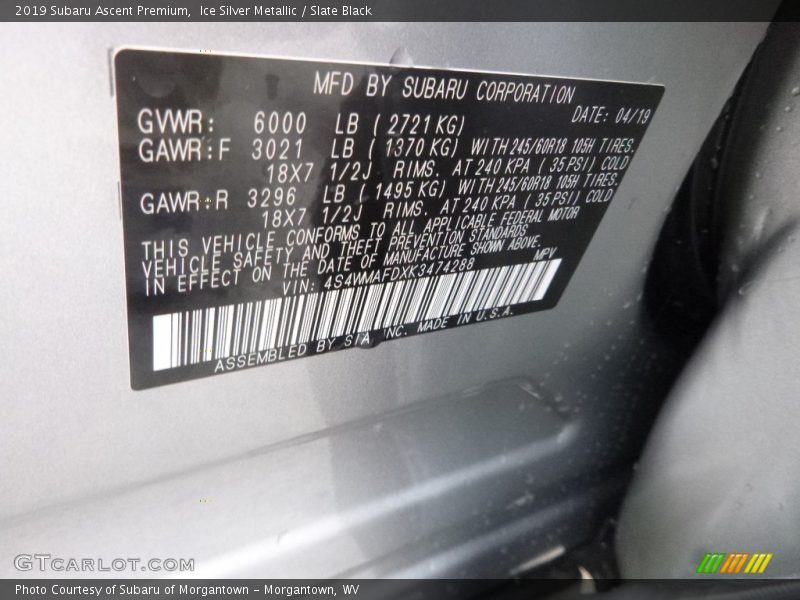 2019 Subaru Ascent Premium,  Ice Silver Metallic / Slate Black
MFD BY SUBARU CORPORATION
DATE: 04/19
GVWR: 6000 LB (2721 KG)
GAWR:F 3021 LB (1370 KG) WITH 245/60R18 105H TIRES.
18X7 1/2J RIMS. AT 240 KPA (35 PSI) COLD
GAWR:R 3296 LB (1495 KG) WITH 245/60R18 105H TIRES.
18X7 1/2J RIMS. AT 240 KPA (35 PSI) COLD
THIS VEHICLE CONFORMS TO ALL APPLICABLE FEDERAL MOTOR
VEHICLE SAFETY AND THEFT PREVENTION STANDARDS
IN EFFECT ON THE DATE OF MANUFACTURE SHOWN ABOVE.
VIN: 4S4WMAFDXK3474288 MPV
ASSEMBLED BY SIA INC. MADE IN U.S.A.
GTCARLOT.COM
Photo Courtesy of Subaru of Morgantown - Morgantown, WV